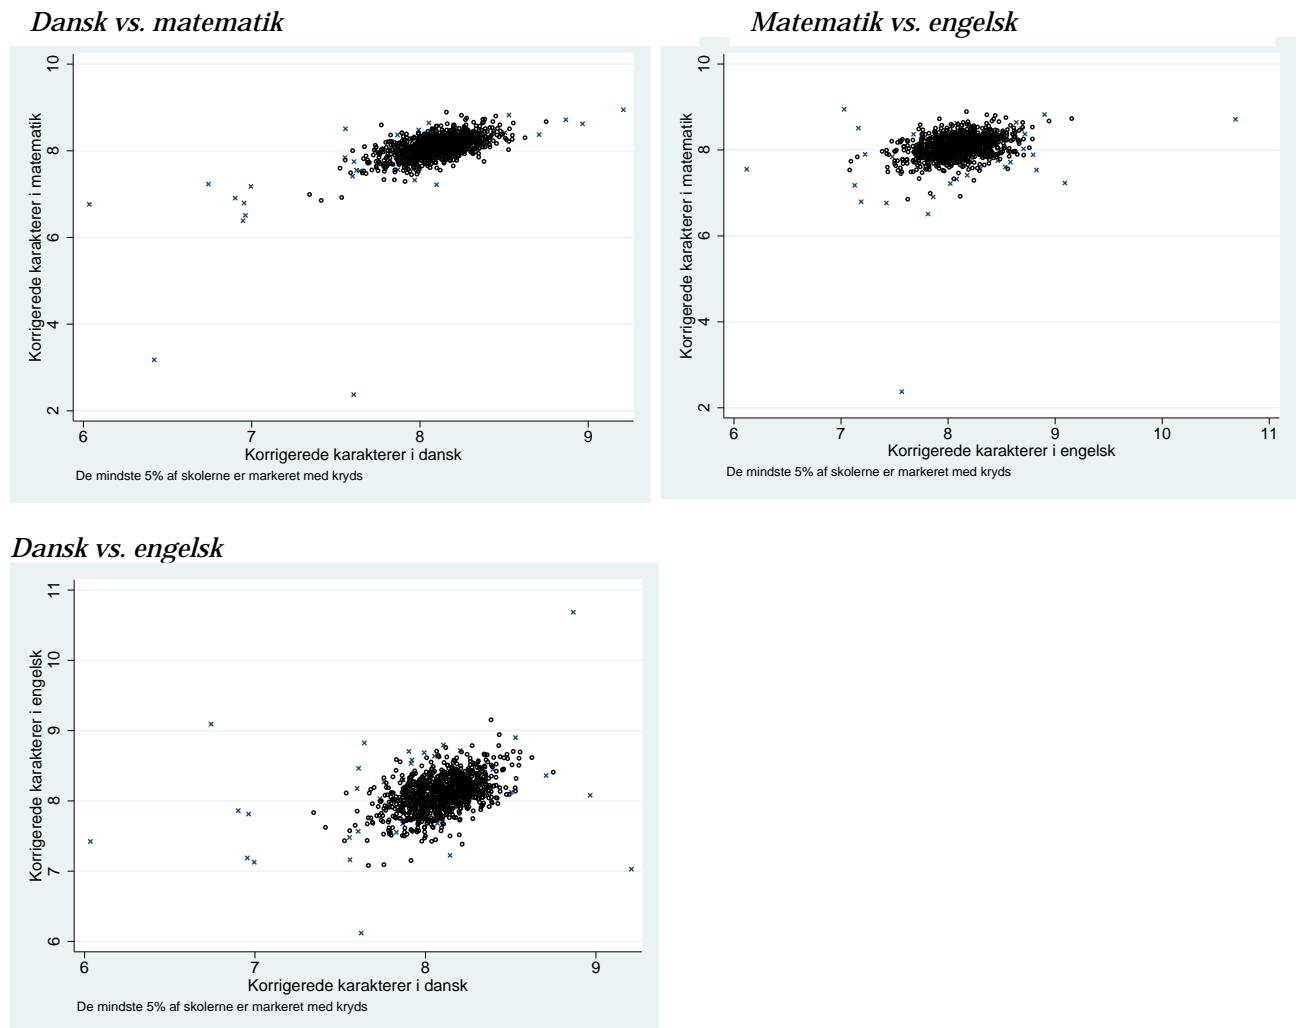 Dansk vs. matematik
Korrigerede karakterer i matematik
10
8
6
4
2
6 7 8 9
Korrigerede karakterer i dansk
De mindste 5% af skolerne er markeret med kryds
Matematik vs. engelsk
Korrigerede karakterer i matematik
10
8
6
4
2
6 7 8 9 10 11
Korrigerede karakterer i engelsk
De mindste 5% af skolerne er markeret med kryds
Dansk vs. engelsk
Korrigerede karakterer i engelsk
11
10
9
8
7
6
6 7 8 9
Korrigerede karakterer i dansk
De mindste 5% af skolerne er markeret med kryds